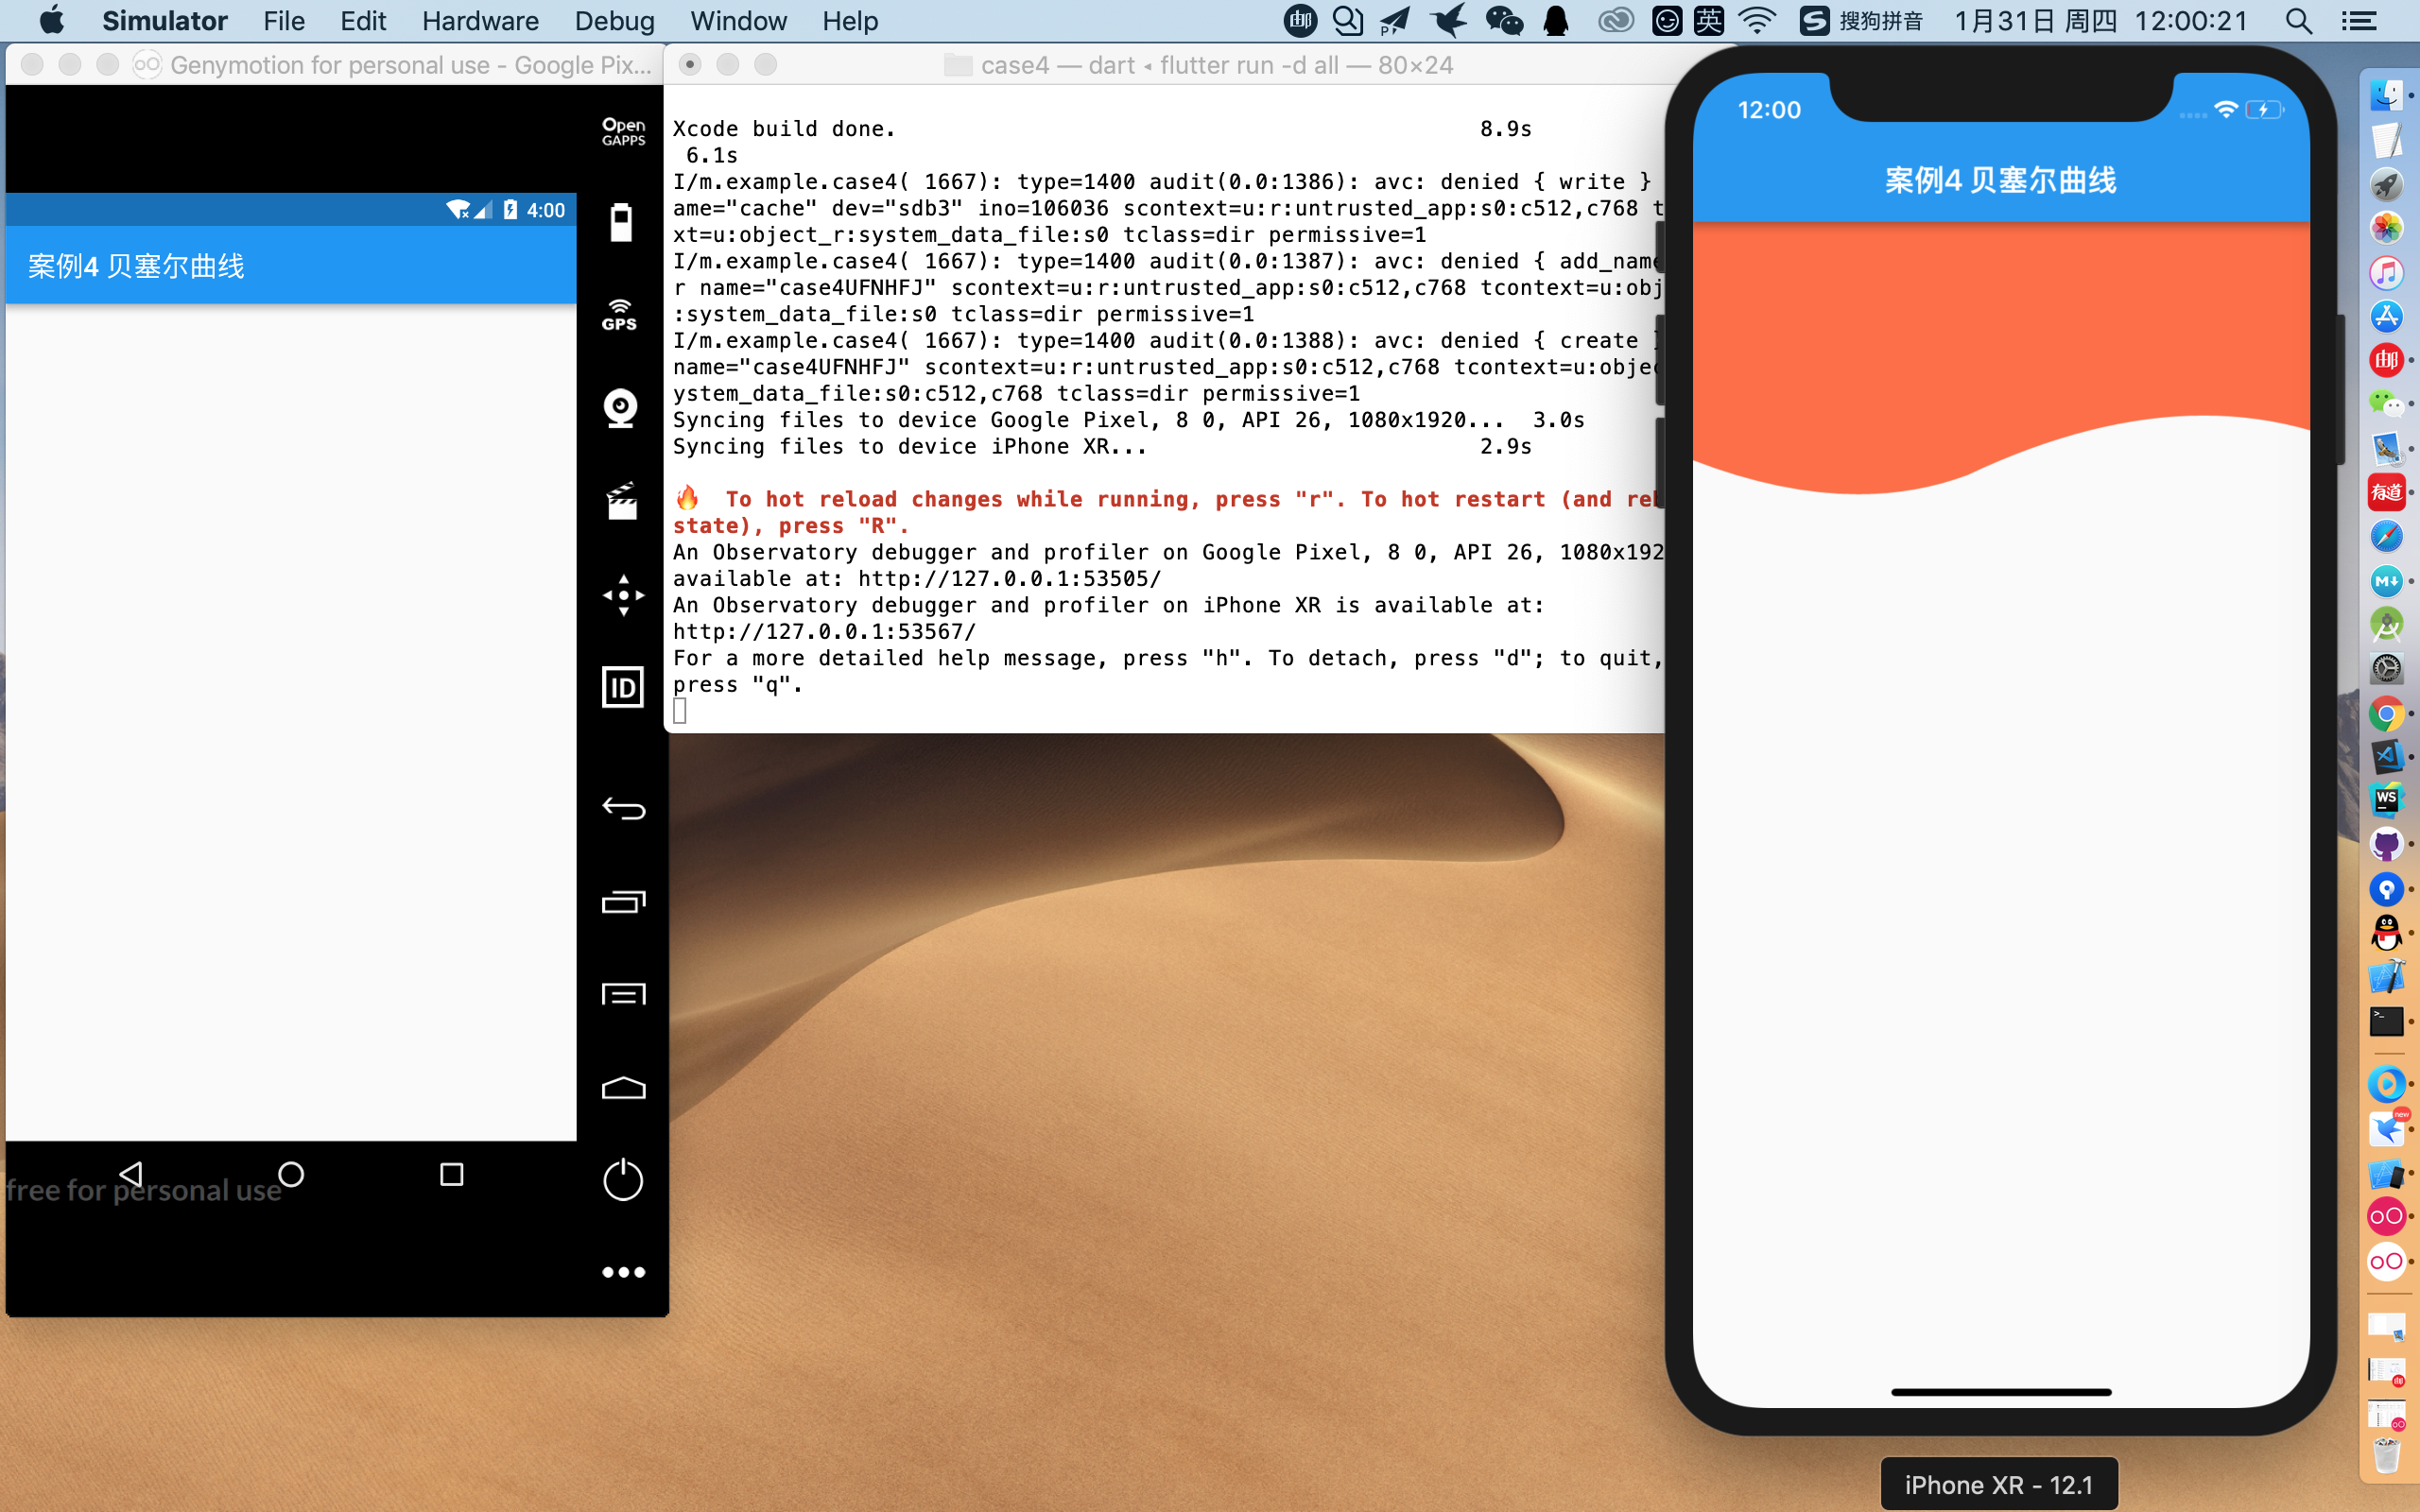 Simulator File Edit Hardware Debug Window Help
英 搜狗拼音 1月31日 周四 12:00:21
Genymotion for personal use - Google Pix...
4:00
案例4 贝塞尔曲线
free for personal use
Open
GAPPS
GPS
ID
case4 — dart ◂ flutter run -d all — 80×24
Xcode build done. 8.9s
6.1s
I/m.example.case4( 1667): type=1400 audit(0.0:1386): avc: denied { write }
ame="cache" dev="sdb3" ino=106036 scontext=u:r:untrusted_app:s0:c512,c768 t
xt=u:object_r:system_data_file:s0 tclass=dir permissive=1
I/m.example.case4( 1667): type=1400 audit(0.0:1387): avc: denied { add_name
r name="case4UFNHFJ" scontext=u:r:untrusted_app:s0:c512,c768 tcontext=u:obj
:system_data_file:s0 tclass=dir permissive=1
I/m.example.case4( 1667): type=1400 audit(0.0:1388): avc: denied { create }
name="case4UFNHFJ" scontext=u:r:untrusted_app:s0:c512,c768 tcontext=u:objec
ystem_data_file:s0:c512,c768 tclass=dir permissive=1
Syncing files to device Google Pixel, 8 0, API 26, 1080x1920... 3.0s
Syncing files to device iPhone XR... 2.9s
🔥 To hot reload changes while running, press "r". To hot restart (and reb
state), press "R".
An Observatory debugger and profiler on Google Pixel, 8 0, API 26, 1080x192
available at: http://127.0.0.1:53505/
An Observatory debugger and profiler on iPhone XR is available at:
http://127.0.0.1:53567/
For a more detailed help message, press "h". To detach, press "d"; to quit,
press "q".
12:00
案例4 贝塞尔曲线
iPhone XR - 12.1
邮
有道
M↓
WS
new